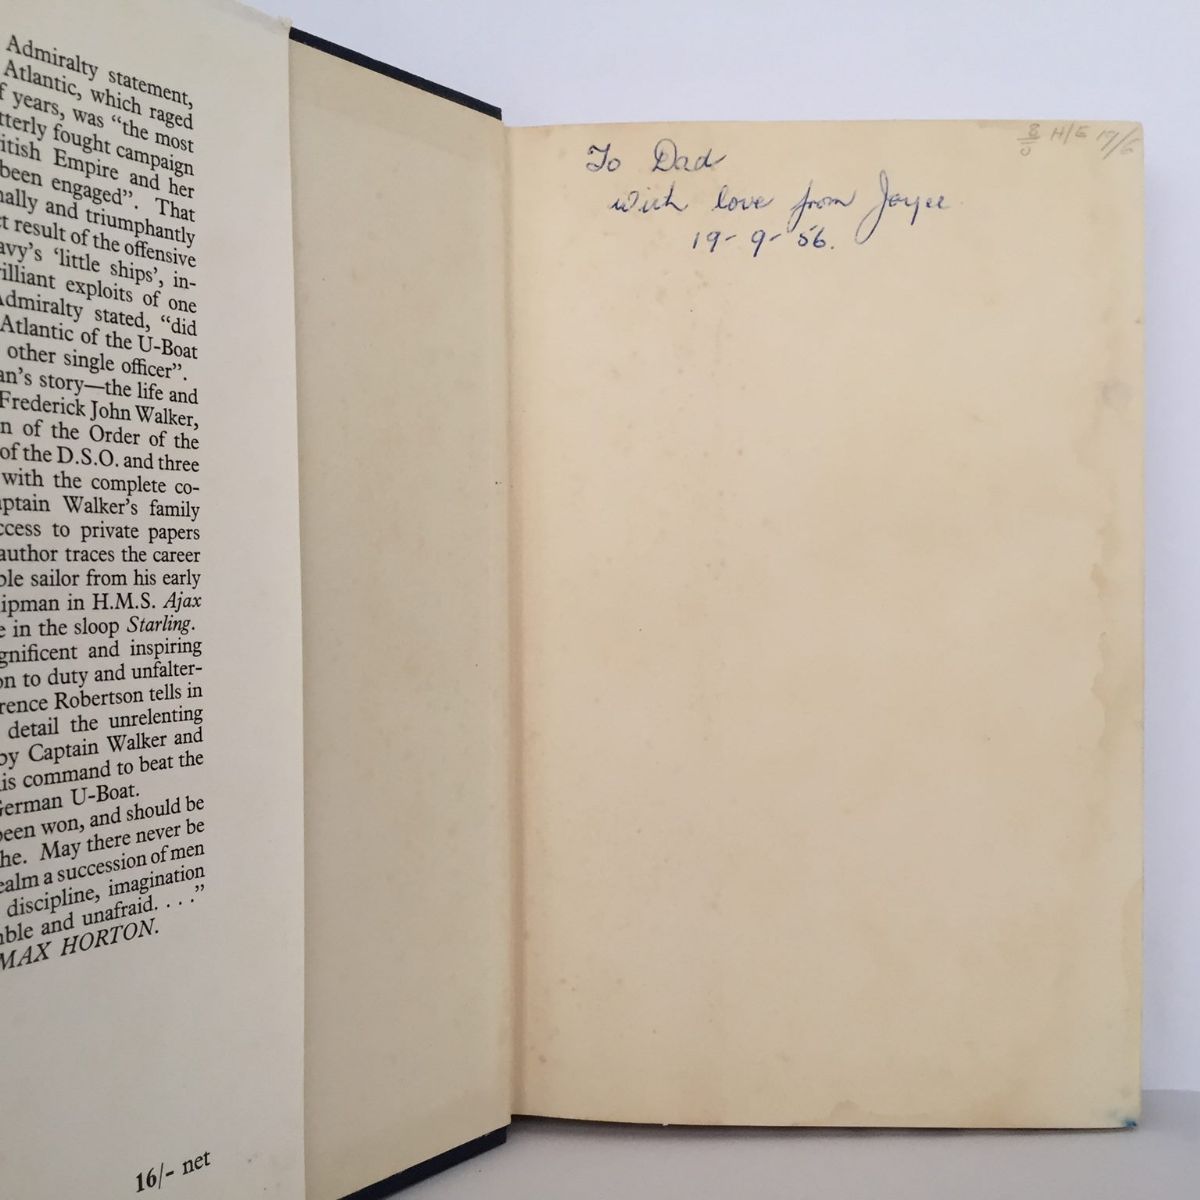 Admiralty statement,
Atlantic, which raged
f years, was “the most
tterly fought campaign
itish Empire and her
been engaged”. That
nally and triumphantly
ct result of the offensive
avy’s ‘little ships’, in-
rilliant exploits of one
Admiralty stated, “did
Atlantic of the U-Boat
other single officer”.
an’s story—the life and
Frederick John Walker,
n of the Order of the
of the D.S.O. and three
with the complete co-
aptain Walker’s family
ccess to private papers
author traces the career
ble sailor from his early
ipman in H.M.S. Ajax
e in the sloop Starling.
gnificent and inspiring
on to duty and unfalter-
rence Robertson tells in
detail the unrelenting
by Captain Walker and
is command to beat the
German U-Boat.
been won, and should be
he. May there never be
ealm a succession of men
discipline, imagination
ble and unafraid. . . .”
MAX HORTON.
16/- net
To Dad
with love from Joyce
19-9-56.
H/E 17/6